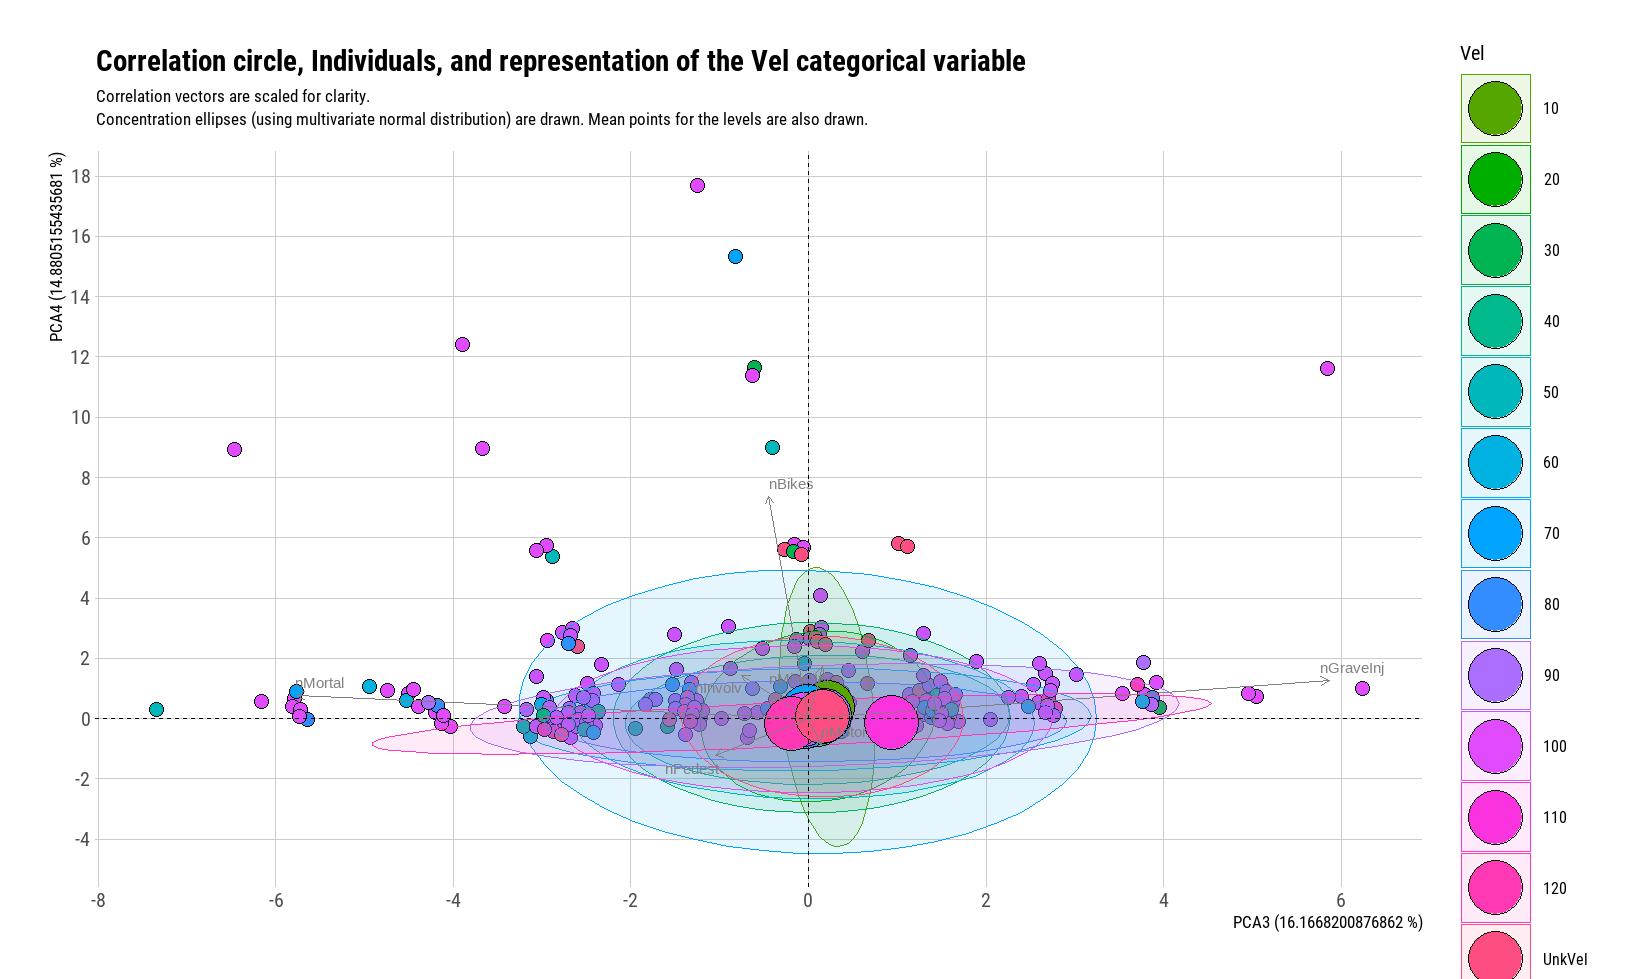 Correlation circle, Individuals, and representation of the Vel categorical variable
Correlation vectors are scaled for clarity.
Concentration ellipses (using multivariate normal distribution) are drawn. Mean points for the levels are also drawn.
Vel
10
20
30
40
50
60
70
80
90
100
110
120
UnkVel
PCA4 (14.8805155435681 %)
18
16
14
12
10
8
6
4
2
0
-2
-4
nBikes
nMortal
nGraveInj
nPedest
-8
-6
-4
-2
0
2
4
6
PCA3 (16.1668200876862 %)